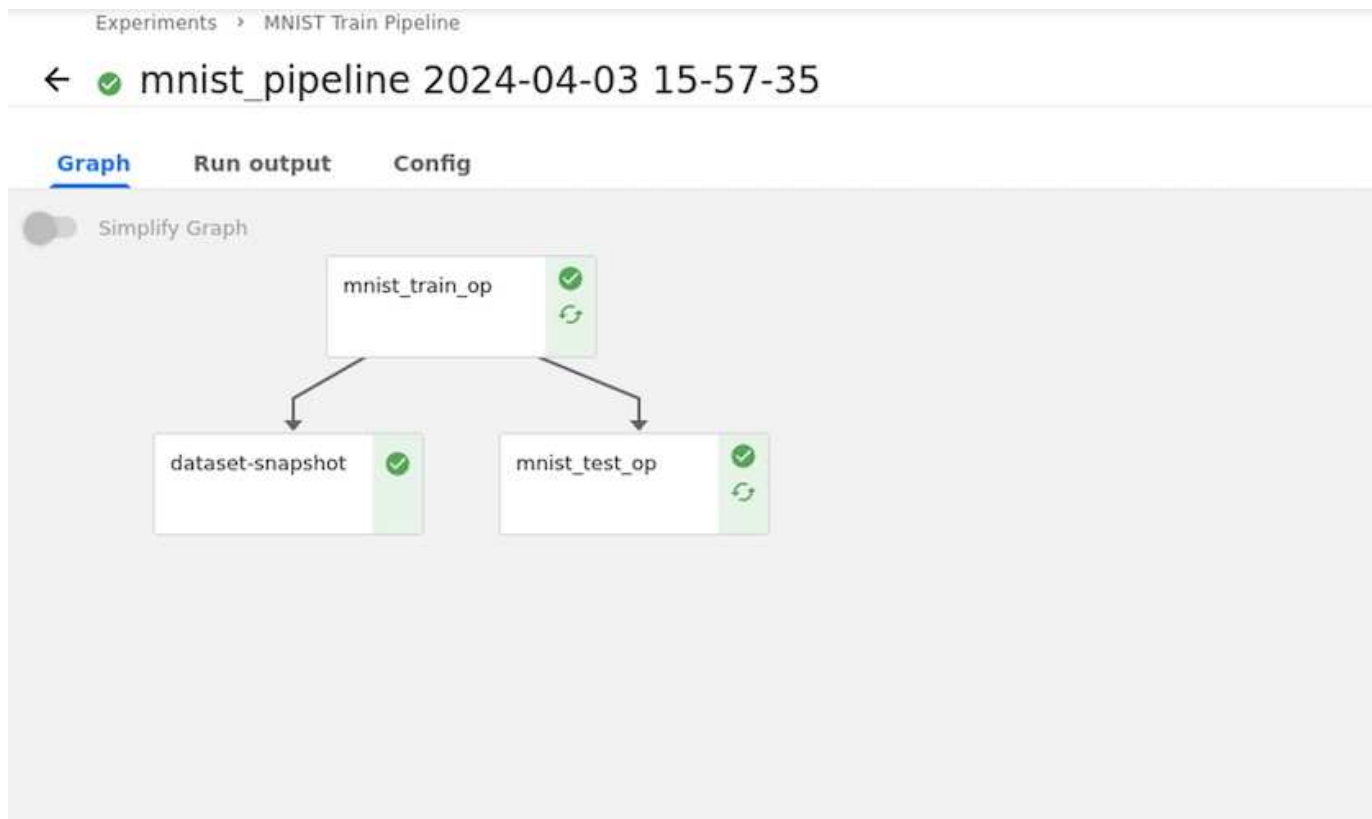 Experiments > MNIST Train Pipeline
mnist_pipeline 2024-04-03 15-57-35
Graph Run output Config
Simplify Graph
mnist_train_op
dataset-snapshot mnist_test_op